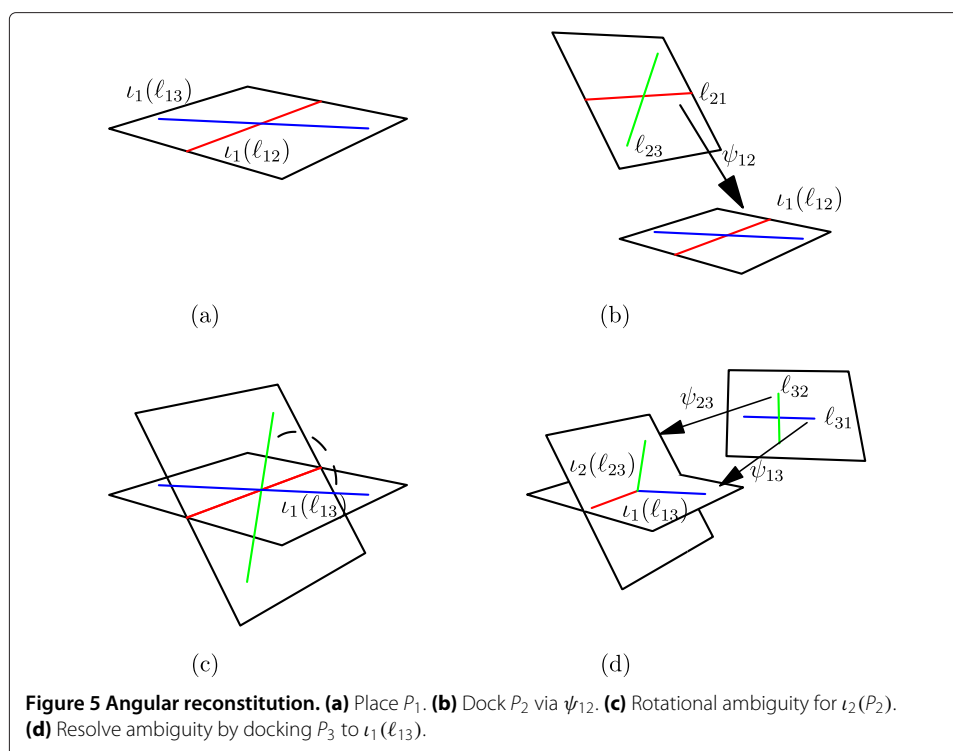 ι₁(ℓ₁₃)
ι₁(ℓ₁₂)
(a)
ℓ₂₁
ℓ₂₃
ψ₁₂
ι₁(ℓ₁₂)
(b)
ι₁(ℓ₁₃)
(c)
ψ₂₃
ℓ₃₂
ℓ₃₁
ι₂(ℓ₂₃)
ψ₁₃
ι₁(ℓ₁₃)
(d)
Figure 5 Angular reconstitution. (a) Place P₁. (b) Dock P₂ via ψ₁₂. (c) Rotational ambiguity for ι₂(P₂).
(d) Resolve ambiguity by docking P₃ to ι₁(ℓ₁₃).